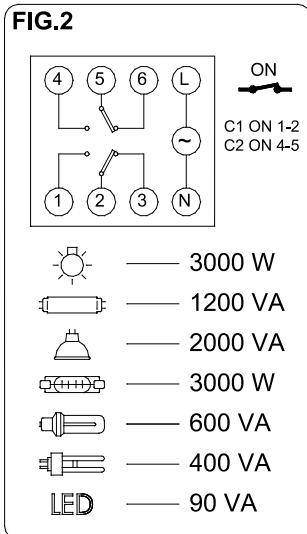 FIG.2
4 5 6 L
ON
C1 ON 1-2
C2 ON 4-5
~
1 2 3 N
3000 W
1200 VA
2000 VA
3000 W
600 VA
400 VA
LED 90 VA